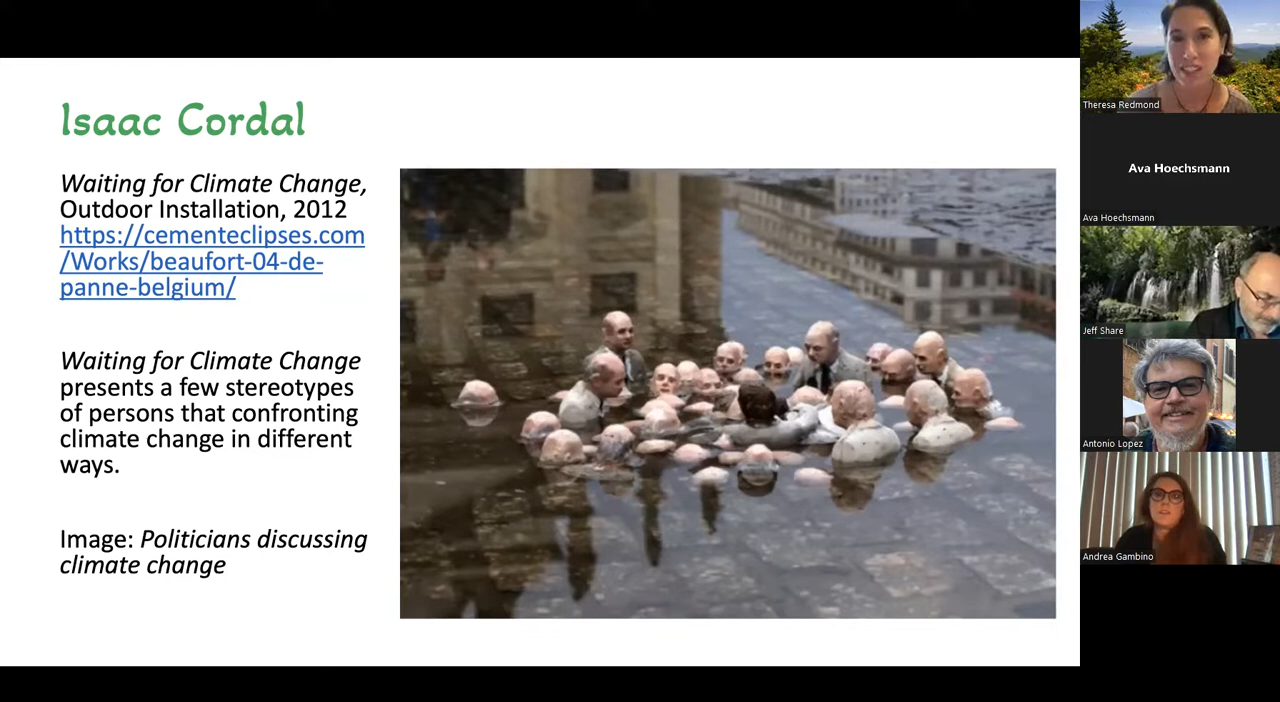 Isaac Cordal
Waiting for Climate Change,
Outdoor Installation, 2012
https://cementeclipses.com
/Works/beaufort-04-de-
panne-belgium/
Waiting for Climate Change
presents a few stereotypes
of persons that confronting
climate change in different
ways.
Image: Politicians discussing
climate change
Theresa Redmond
Ava Hoechsmann
Ava Hoechsmann
Jeff Share
Antonio Lopez
Andrea Gambino